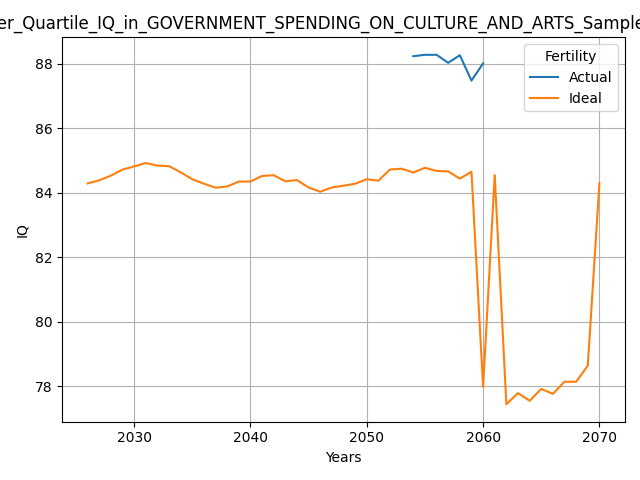 er_Quartile_IQ_in_GOVERNMENT_SPENDING_ON_CULTURE_AND_ARTS_Sample
Fertility
Actual
Ideal
88
86
84
82
80
78
IQ
2030
2040
2050
2060
2070
Years